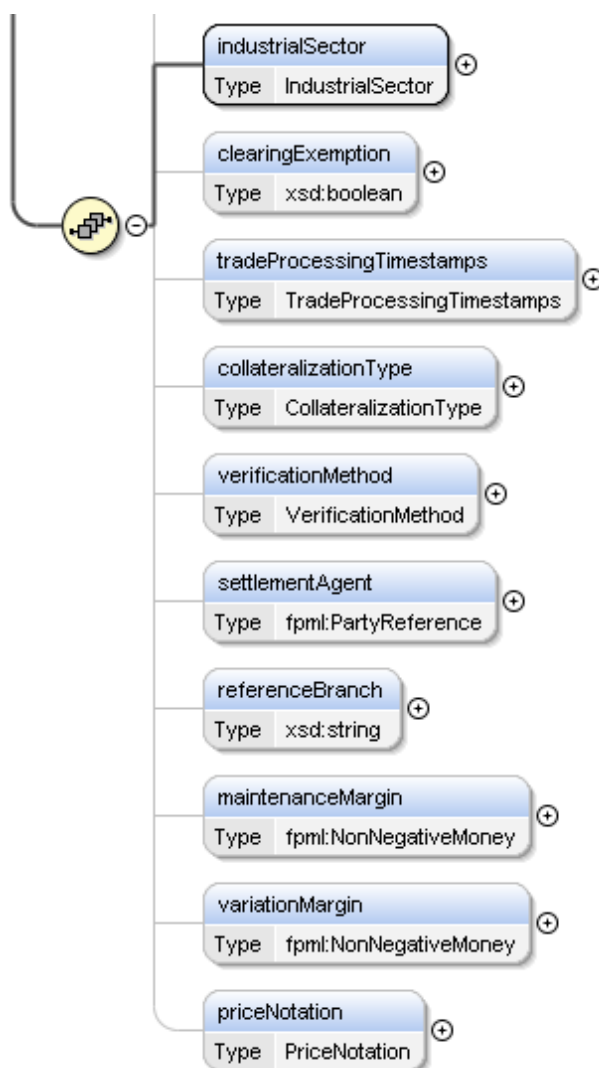 industrialSector
Type IndustrialSector
clearingExemption
Type xsd:boolean
tradeProcessingTimestamps
Type TradeProcessingTimestamps
collateralizationType
Type CollateralizationType
verificationMethod
Type VerificationMethod
settlementAgent
Type fpml:PartyReference
referenceBranch
Type xsd:string
maintenanceMargin
Type fpml:NonNegativeMoney
variationMargin
Type fpml:NonNegativeMoney
priceNotation
Type PriceNotation